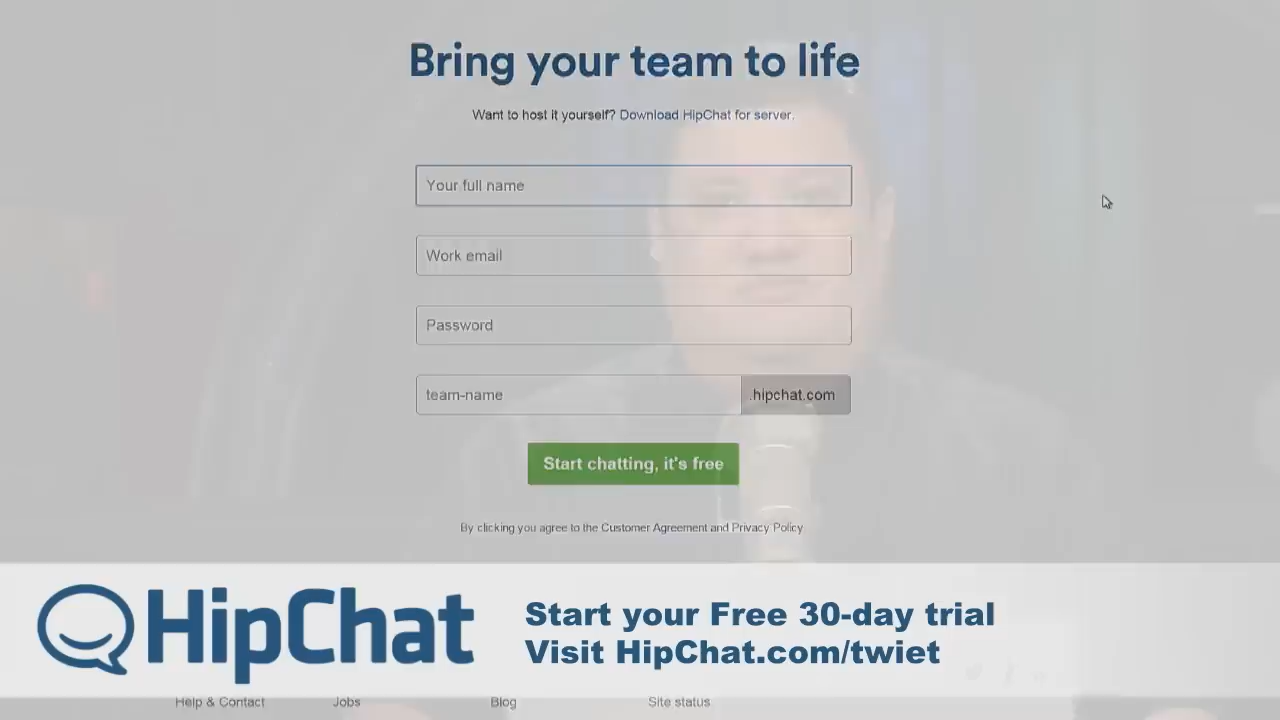 Bring your team to life
Want to host it yourself? Download HipChat for server.
Your full name
Work email
Password
team-name .hipchat.com
Start chatting, it's free
By clicking you agree to the Customer Agreement and Privacy Policy
HipChat
Start your Free 30-day trial
Visit HipChat.com/twiet
Help & Contact Jobs Blog Site status